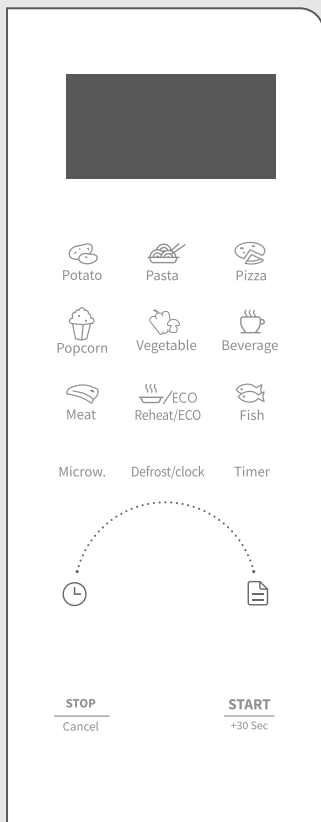 Potato Pasta Pizza
Popcorn Vegetable Beverage
/ECO
Meat Reheat/ECO Fish
Microw. Defrost/clock Timer
STOP START
Cancel +30 Sec